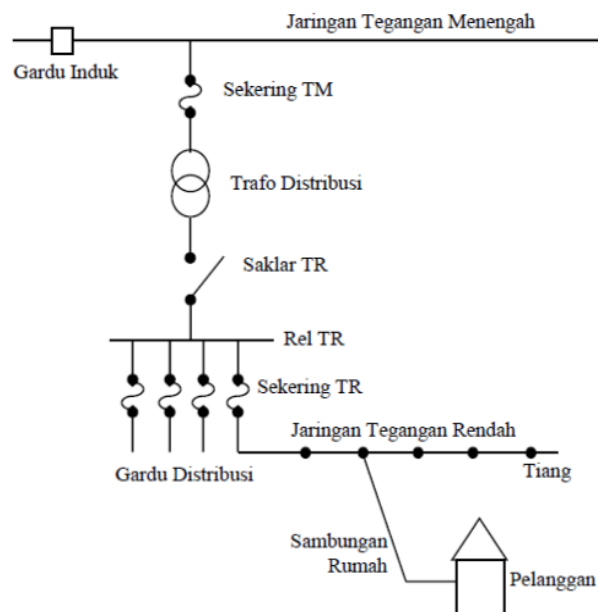 Jaringan Tegangan Menengah
Gardu Induk
Sekering TM
Trafo Distribusi
Saklar TR
Rel TR
Sekering TR
Jaringan Tegangan Rendah
Gardu Distribusi
Tiang
Sambungan
Rumah
Pelanggan